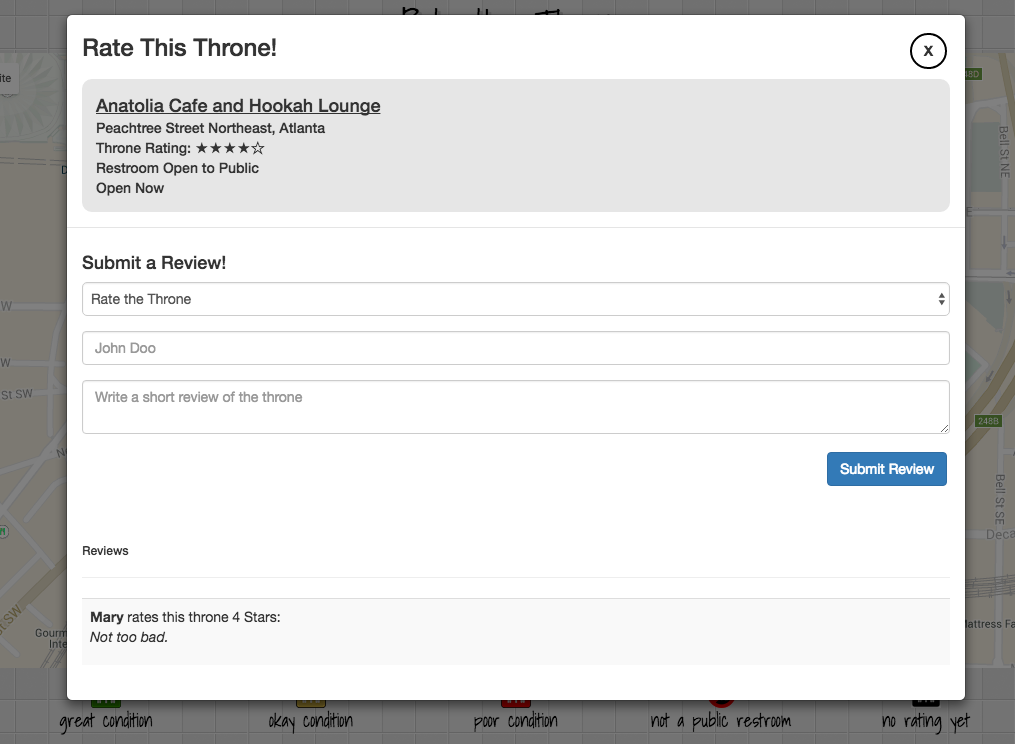 Rate This Throne!
X
Anatolia Cafe and Hookah Lounge
Peachtree Street Northeast, Atlanta
Throne Rating: ★★★★☆
Restroom Open to Public
Open Now
Submit a Review!
Rate the Throne
John Doo
Write a short review of the throne
Submit Review
Reviews
Mary rates this throne 4 Stars:
Not too bad.
ite
Bell St NE
W
W
St SW
248B
Bell St SE
Deca
St SW
Gourm
Inte
Mattress Fa
great condition
okay condition
poor condition
not a public restroom
no rating yet